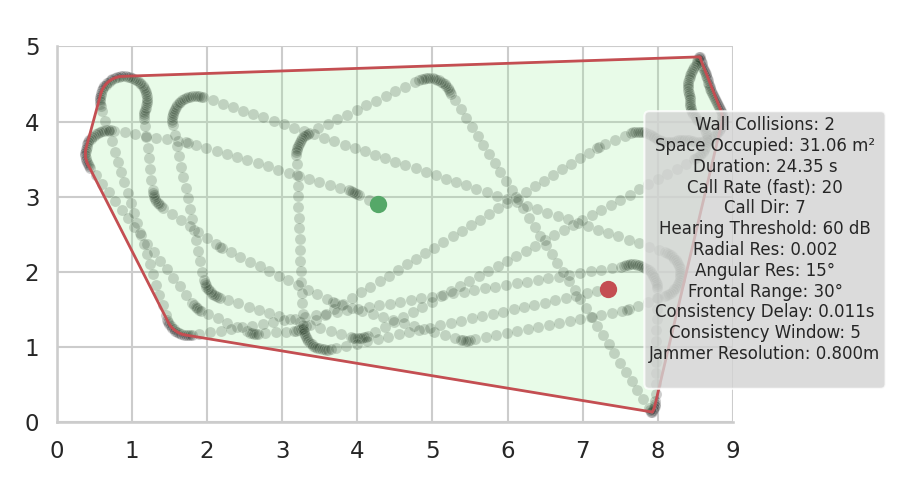 5
4
3
2
1
0
0 1 2 3 4 5 6 7 8 9
Wall Collisions: 2
Space Occupied: 31.06 m²
Duration: 24.35 s
Call Rate (fast): 20
Call Dir: 7
Hearing Threshold: 60 dB
Radial Res: 0.002
Angular Res: 15°
Frontal Range: 30°
Consistency Delay: 0.011s
Consistency Window: 5
Jammer Resolution: 0.800m